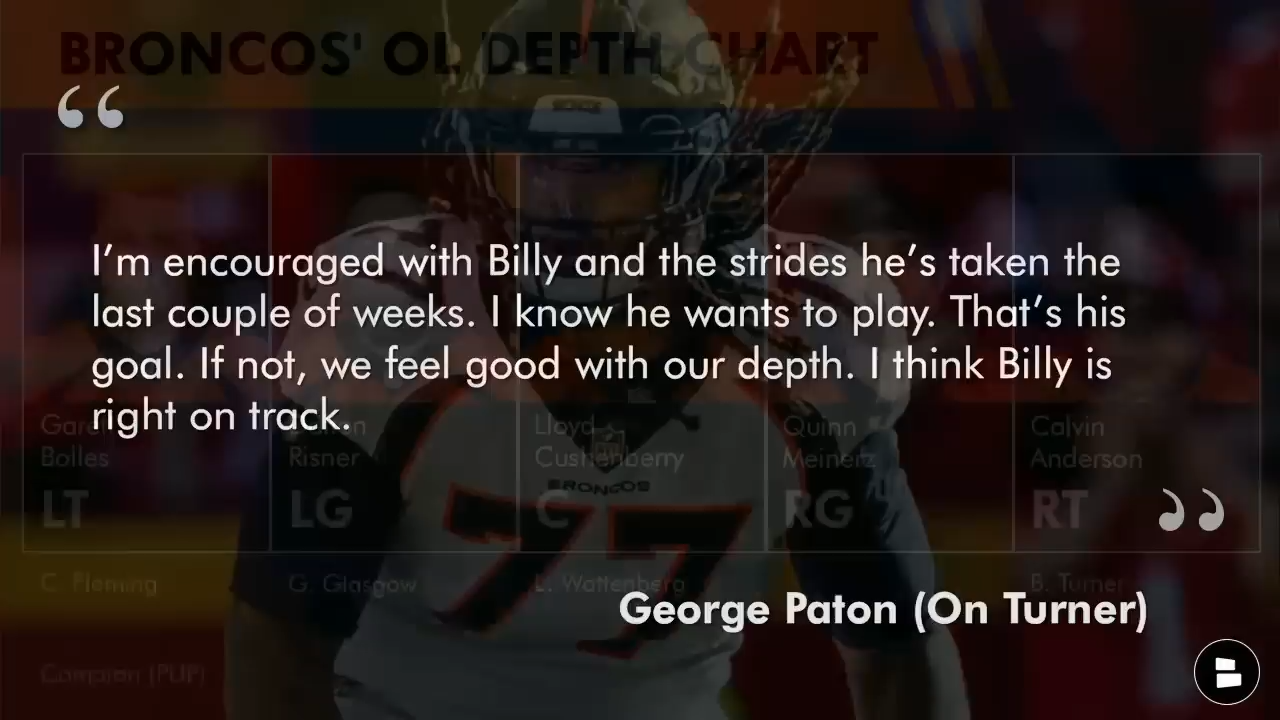 BRONCOS' OL DEPTH CHART
“
I’m encouraged with Billy and the strides he’s taken the
last couple of weeks. I know he wants to play. That’s his
goal. If not, we feel good with our depth. I think Billy is
right on track.
”
Bolles
Risner
Lloyd
Cushenberry
Quinn
Meinerz
Calvin
Anderson
LT
LG
C
RG
RT
BRONCOS
77
C. Fleming
G. Glasgow
L. Wattenberg
B. Turner
George Paton (On Turner)
Compton (PUP)